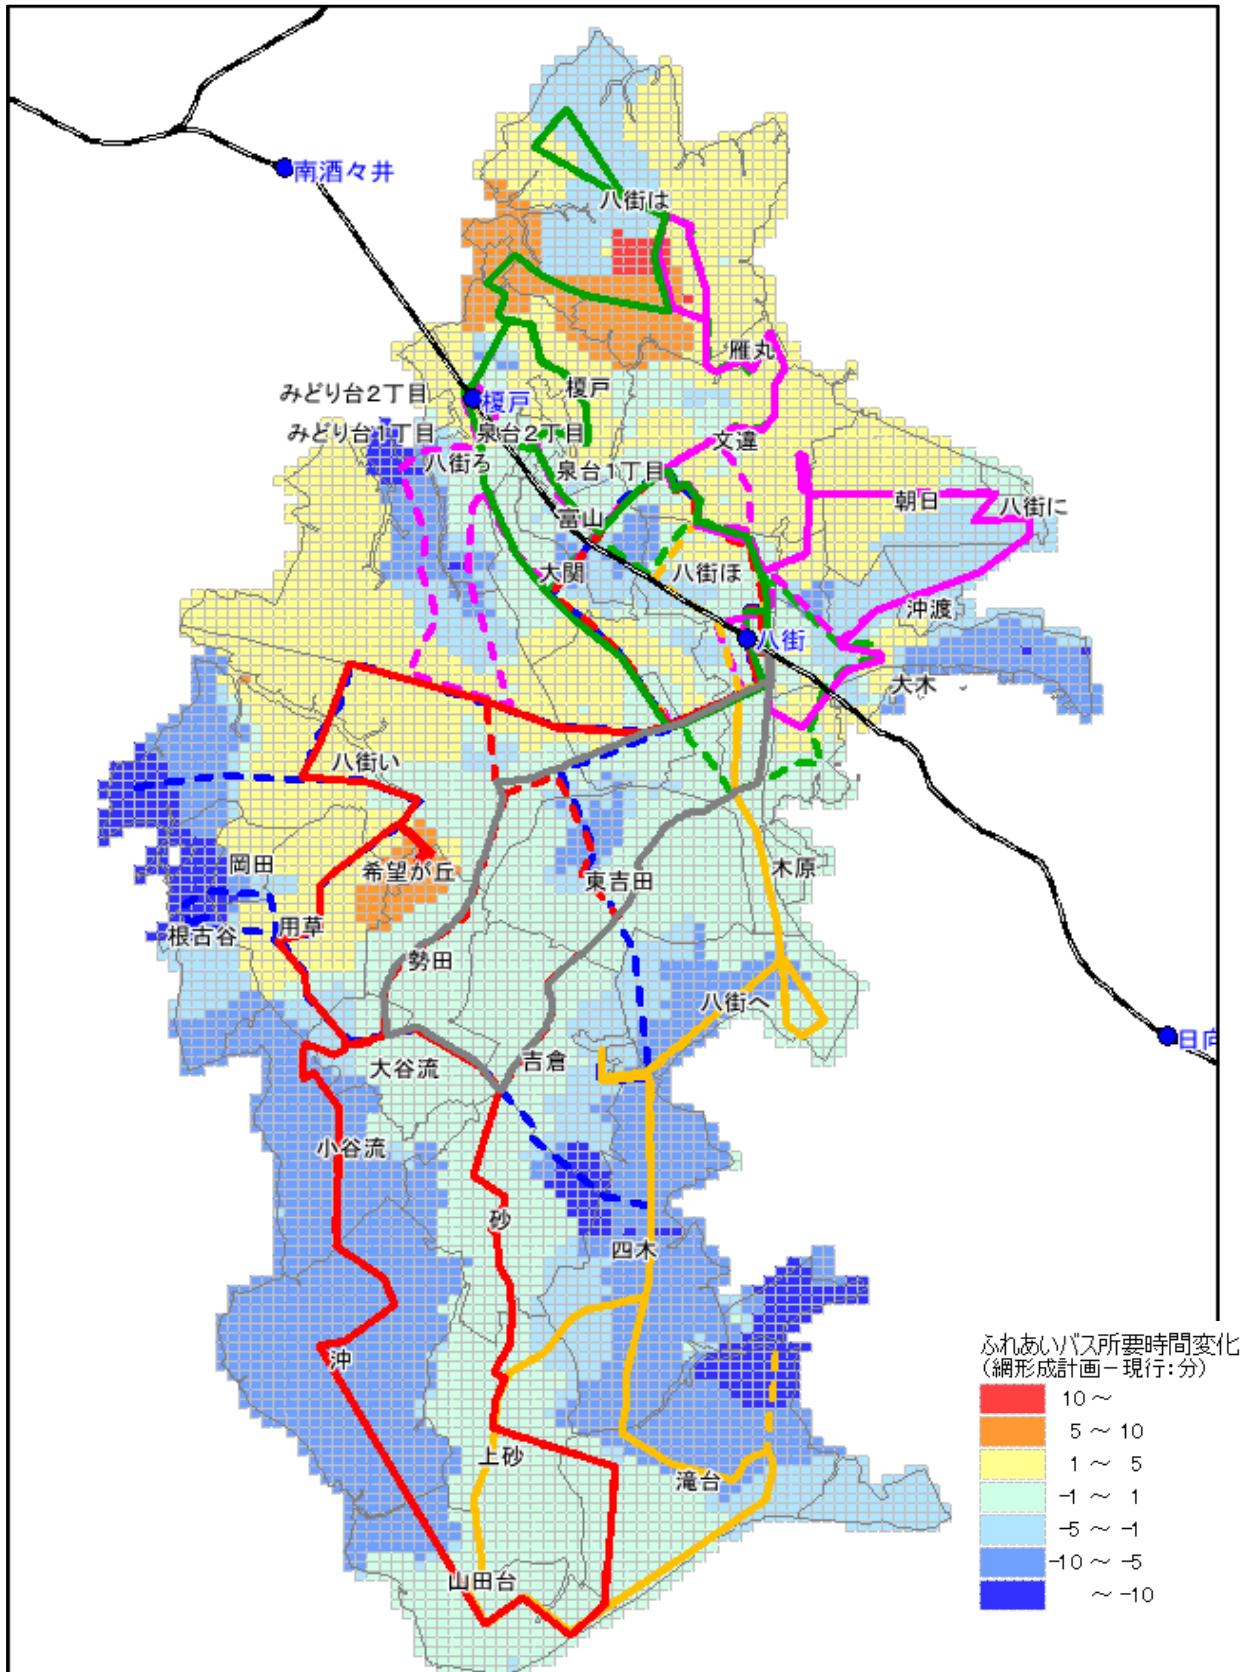 南酒々井
八街は
雁丸
みどり台2丁目
榎戸
榎戸
みどり台1丁目
泉台2丁目
文違
八街ろ
泉台1丁目
朝日
八街に
富山
大関
八街ほ
沖渡
八街
大木
八街い
岡田
希望が丘
東吉田
木原
根古谷
用草
勢田
八街へ
日向
大谷流
吉倉
小谷流
砂
四木
沖
上砂
滝台
山田台
ふれあいバス所要時間変化
(網形成計画－現行：分)
10 ～
5 ～ 10
1 ～ 5
-1 ～ 1
-5 ～ -1
-10 ～ -5
～ -10